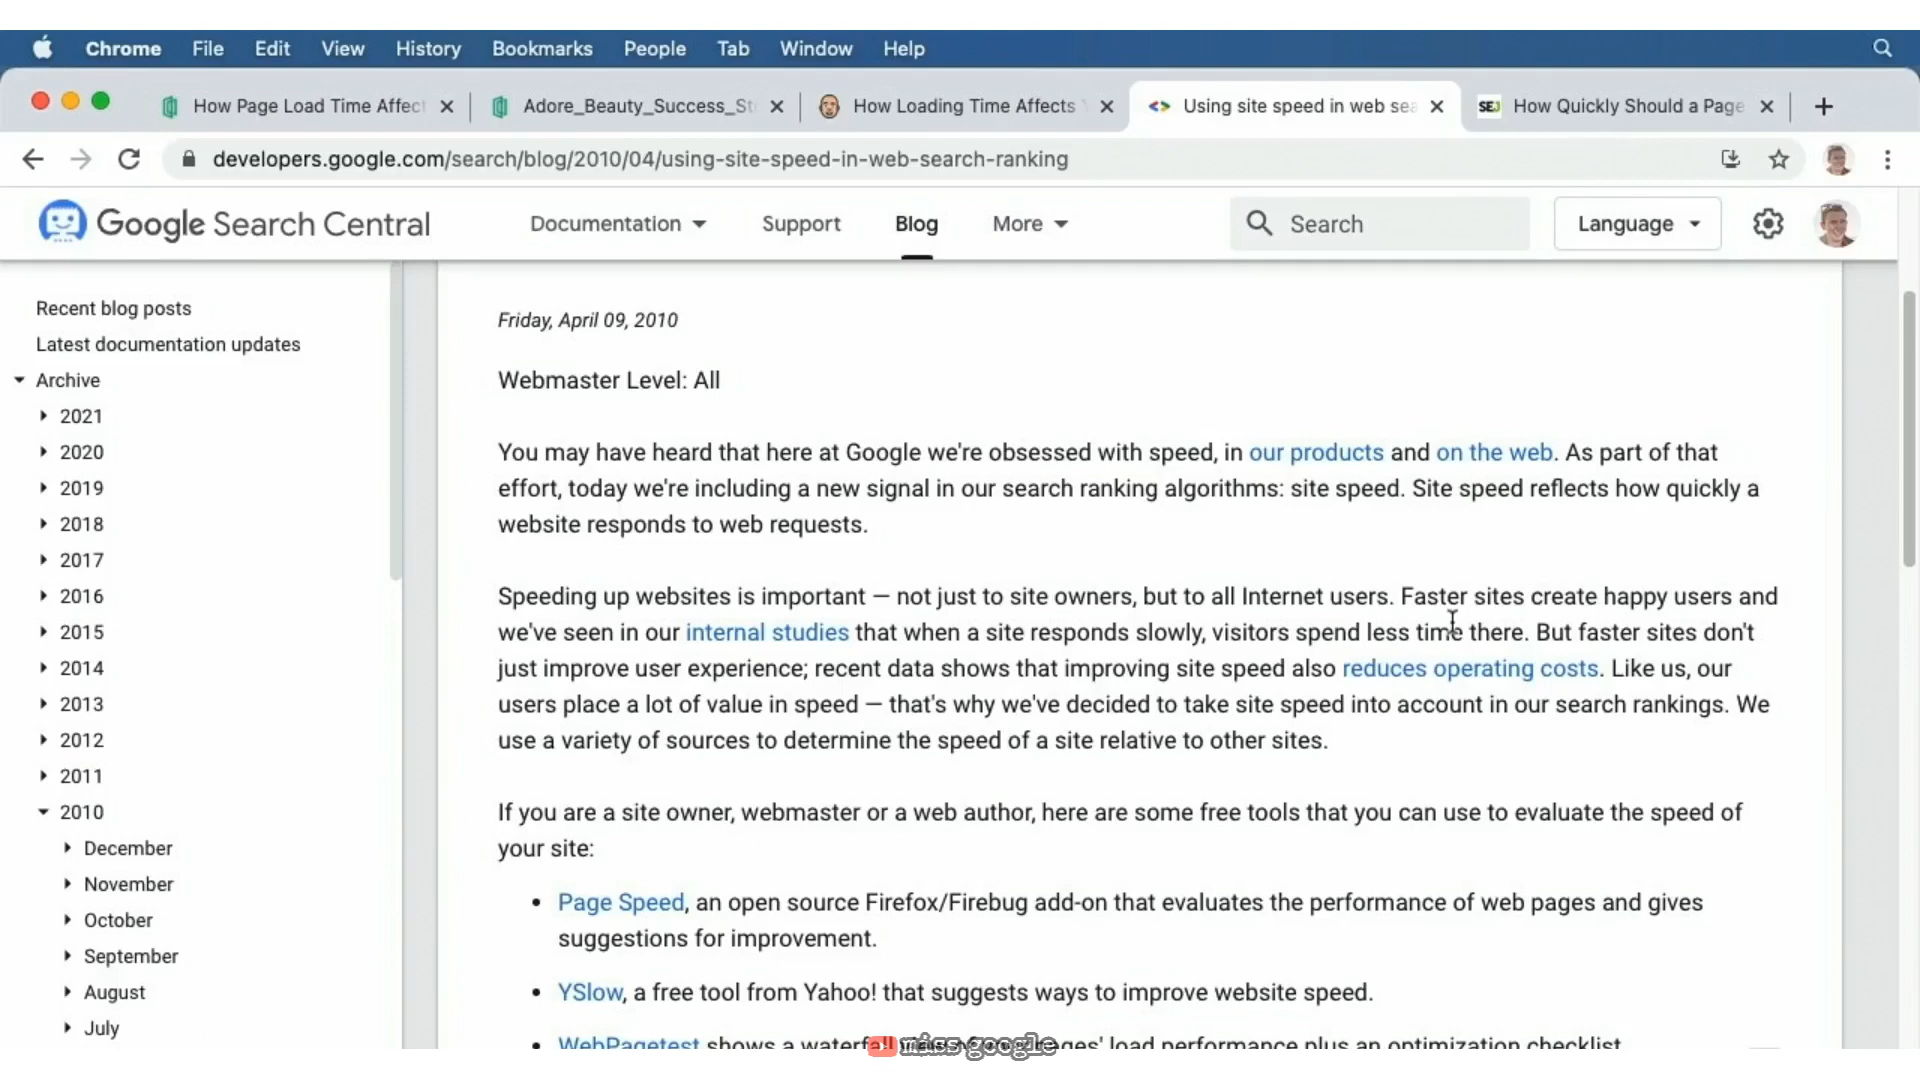 Chrome File Edit View History Bookmarks People Tab Window Help
How Page Load Time Affect
Adore_Beauty_Success_St
How Loading Time Affects
Using site speed in web sea
SEJ How Quickly Should a Page
developers.google.com/search/blog/2010/04/using-site-speed-in-web-search-ranking
Google Search Central Documentation Support Blog More Search Language
Recent blog posts
Latest documentation updates
Archive
2021
2020
2019
2018
2017
2016
2015
2014
2013
2012
2011
2010
December
November
October
September
August
July
Friday, April 09, 2010
Webmaster Level: All
You may have heard that here at Google we're obsessed with speed, in our products and on the web. As part of that
effort, today we're including a new signal in our search ranking algorithms: site speed. Site speed reflects how quickly a
website responds to web requests.
Speeding up websites is important — not just to site owners, but to all Internet users. Faster sites create happy users and
we've seen in our internal studies that when a site responds slowly, visitors spend less time there. But faster sites don't
just improve user experience; recent data shows that improving site speed also reduces operating costs. Like us, our
users place a lot of value in speed — that's why we've decided to take site speed into account in our search rankings. We
use a variety of sources to determine the speed of a site relative to other sites.
If you are a site owner, webmaster or a web author, here are some free tools that you can use to evaluate the speed of
your site:
• Page Speed, an open source Firefox/Firebug add-on that evaluates the performance of web pages and gives
suggestions for improvement.
• YSlow, a free tool from Yahoo! that suggests ways to improve website speed.
• WebPagetest shows a waterfall pages' load performance plus an optimization checklist
miss google